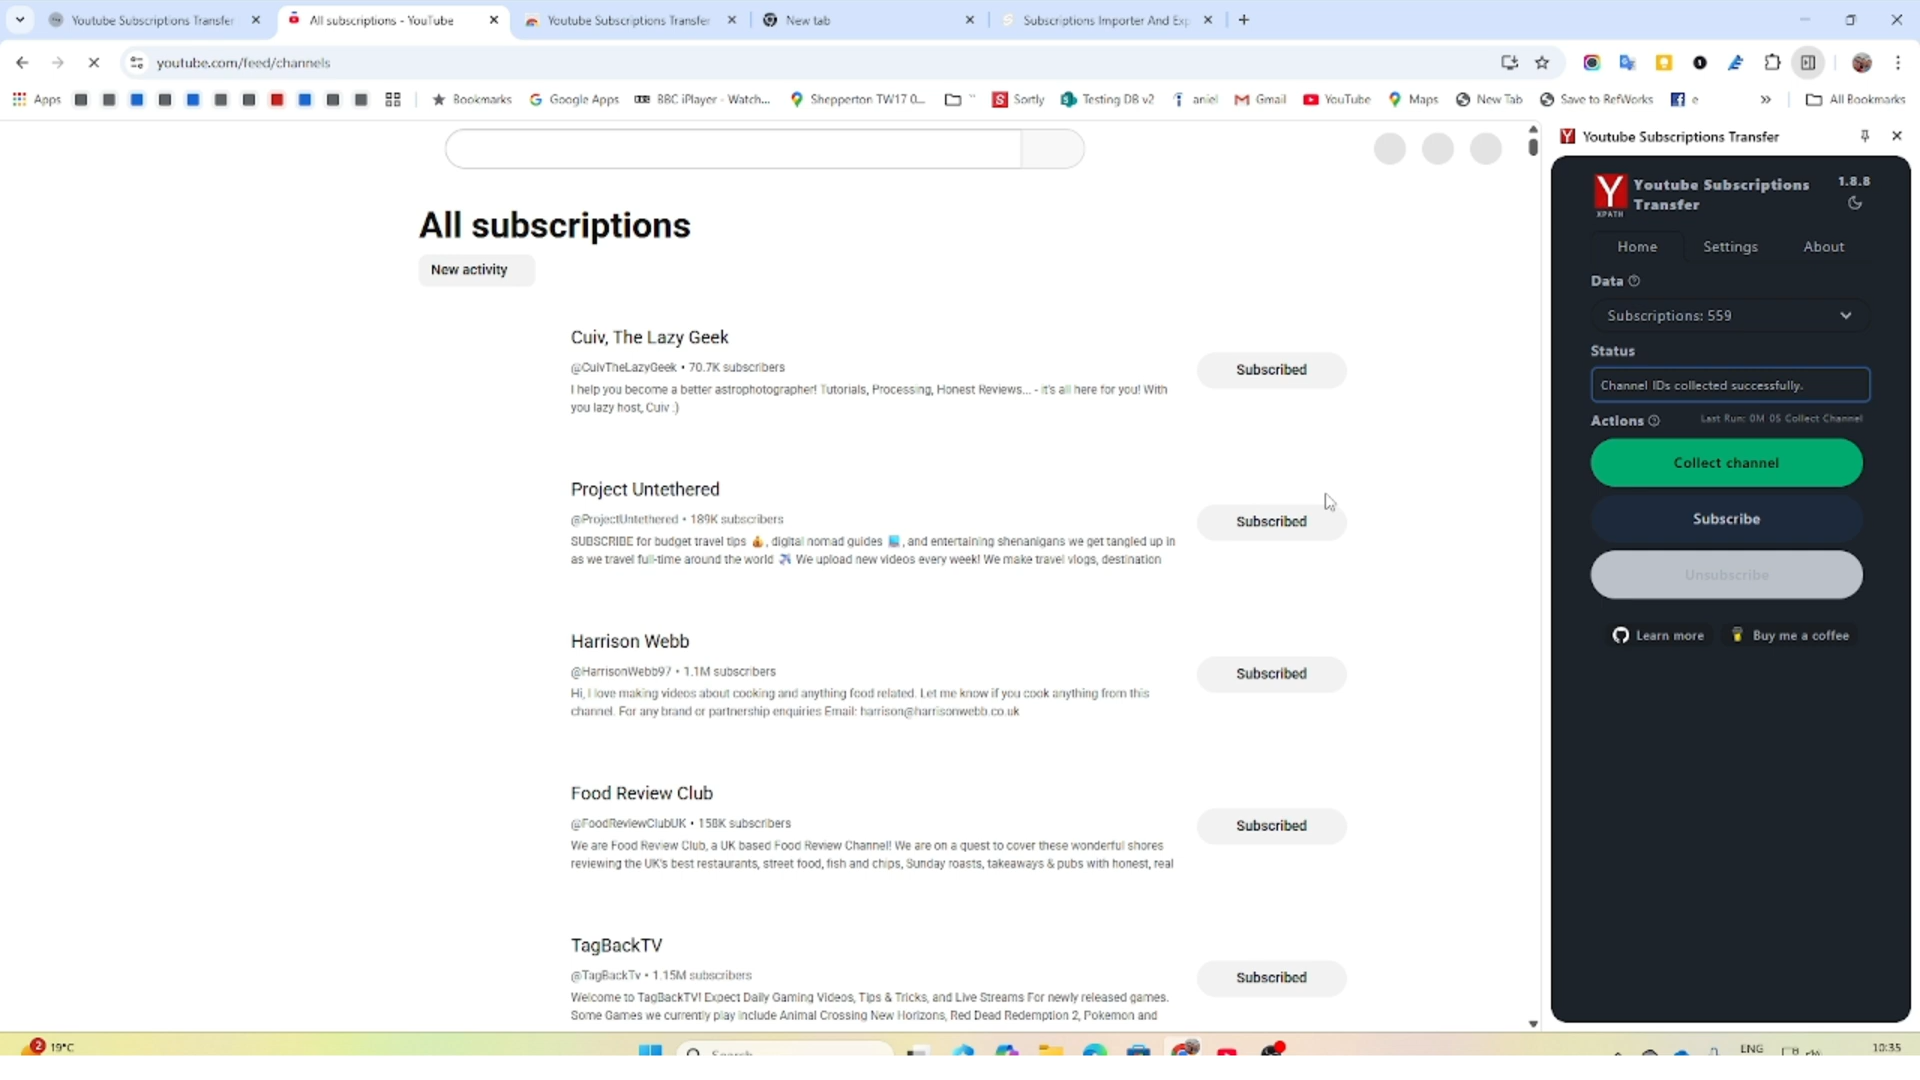 Youtube Subscriptions Transfer
All subscriptions - YouTube
Youtube Subscriptions Transfer
New tab
Subscriptions Importer And Exp
youtube.com/feed/channels
Apps
Bookmarks
Google Apps
BBC iPlayer - Watch...
Shepperton TW17 0...
Sortly
Testing DB v2
aniel
Gmail
YouTube
Maps
New Tab
Save to RefWorks
e
All Bookmarks
All subscriptions
New activity
Cuiv, The Lazy Geek
@CuivTheLazyGeek • 70.7K subscribers
I help you become a better astrophotographer! Tutorials, Processing, Honest Reviews... - it's all here for you! With
you lazy host, Cuiv :)
Subscribed
Project Untethered
@ProjectUntethered • 189K subscribers
SUBSCRIBE for budget travel tips 💰, digital nomad guides 💻, and entertaining shenanigans we get tangled up in
as we travel full-time around the world ✈️ We upload new videos every week! We make travel vlogs, destination
Subscribed
Harrison Webb
@HarrisonWebb97 • 1.1M subscribers
Hi, I love making videos about cooking and anything food related. Let me know if you cook anything from this
channel. For any brand or partnership enquiries Email: harrison@harrisonwebb.co.uk
Subscribed
Food Review Club
@FoodReviewClubUK • 158K subscribers
We are Food Review Club, a UK based Food Review Channel! We are on a quest to cover these wonderful shores
reviewing the UK's best restaurants, street food, fish and chips, Sunday roasts, takeaways & pubs with honest, real
Subscribed
TagBackTV
@TagBackTv • 1.15M subscribers
Welcome to TagBackTV! Expect Daily Gaming Videos, Tips & Tricks, and Live Streams For newly released games.
Some Games we currently play include Animal Crossing New Horizons, Red Dead Redemption 2, Pokemon and
Subscribed
Youtube Subscriptions Transfer
Y
XPATH
Youtube Subscriptions
Transfer
1.8.8
Home
Settings
About
Data
Subscriptions: 559
Status
Channel IDs collected successfully.
Actions
Last Run: 0M 0S Collect Channel
Collect channel
Subscribe
Unsubscribe
Learn more
Buy me a coffee
2
19°C
Search
ENG
10:35